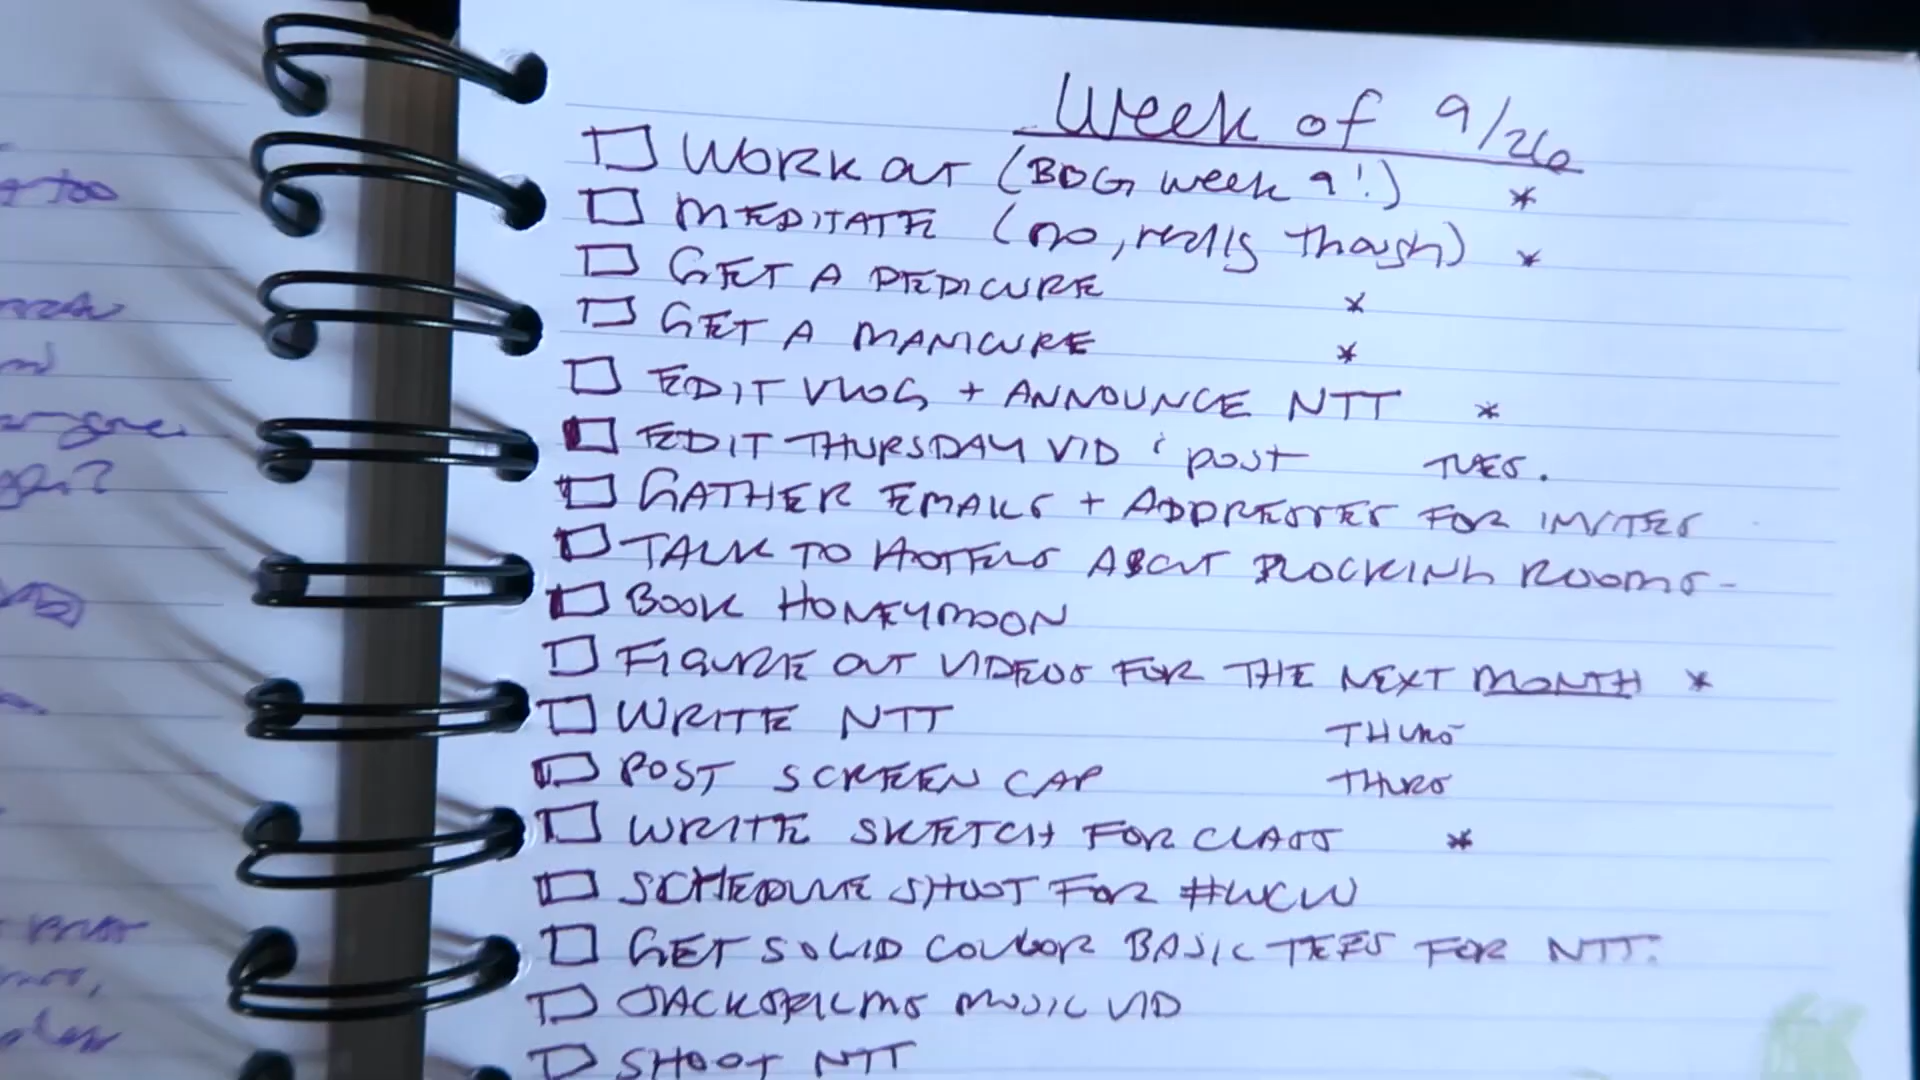 too
Week of 9/26
WORK OUT (BDG week 9!) *
MEDITATE (no, really though) *
GET A PEDICURE *
GET A MANICURE *
EDIT VLOG + ANNOUNCE NTT *
EDIT THURSDAY VID & post TUES.
GATHER EMAILS + ADDRESSES FOR INVITES
TALK TO HOTELS ABOUT BLOCKING ROOMS -
BOOK HONEYMOON
FIGURE OUT VIDEOS FOR THE NEXT MONTH *
WRITE NTT THURS
POST SCREEN CAP THURS
WRITE SKETCH FOR CLASS *
SCHEDULE SHOOT FOR #WCW
GET SOLID COLOR BASIC TEES FOR NTT.
JACKSFILMS MUSIC VID
SHOOT NTT